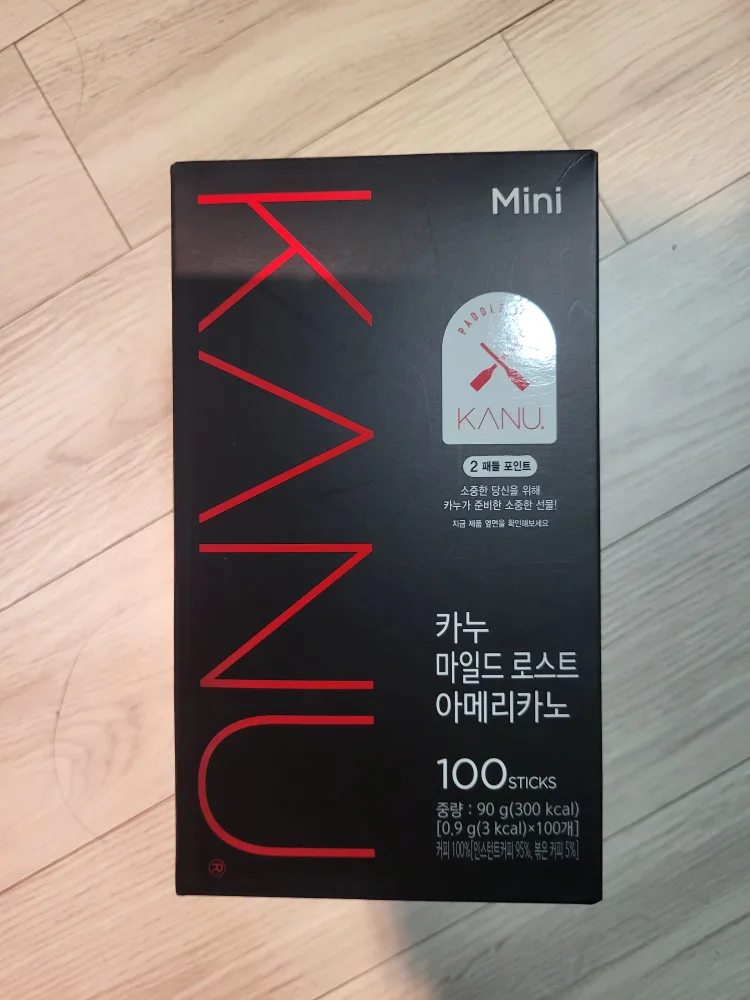 KANU
®
Mini
PADDLE
KANU.
2 패들 포인트
소중한 당신을 위해
카누가 준비한 소중한 선물!
지금 제품 옆면을 확인해보세요
카누
마일드 로스트
아메리카노
100 STICKS
중량 : 90 g(300 kcal)
[0.9 g(3 kcal)×100개]
커피 100%[인스턴트커피 95%, 볶은 커피 5%]